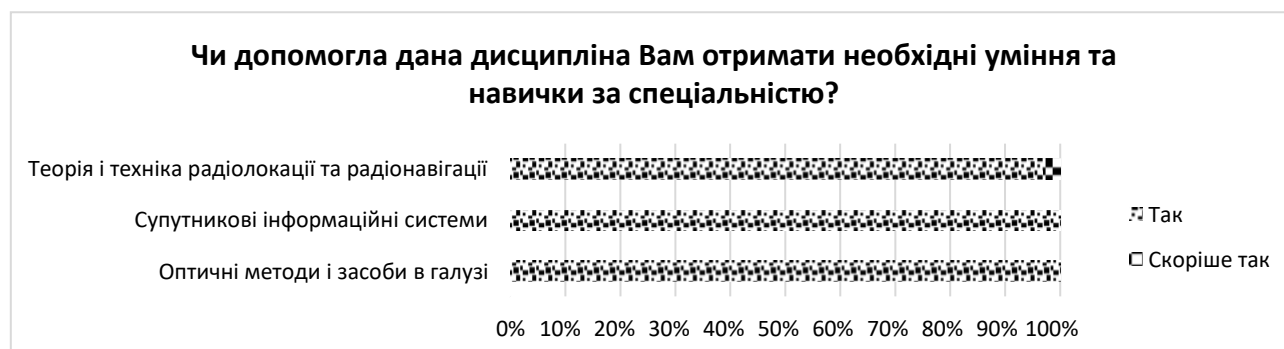 Чи допомогла дана дисципліна Вам отримати необхідні уміння та
навички за спеціальністю?
Теорія і техніка радіолокації та радіонавігації
Супутникові інформаційні системи
Оптичні методи і засоби в галузі
0% 10% 20% 30% 40% 50% 60% 70% 80% 90% 100%
Так
Скоріше так